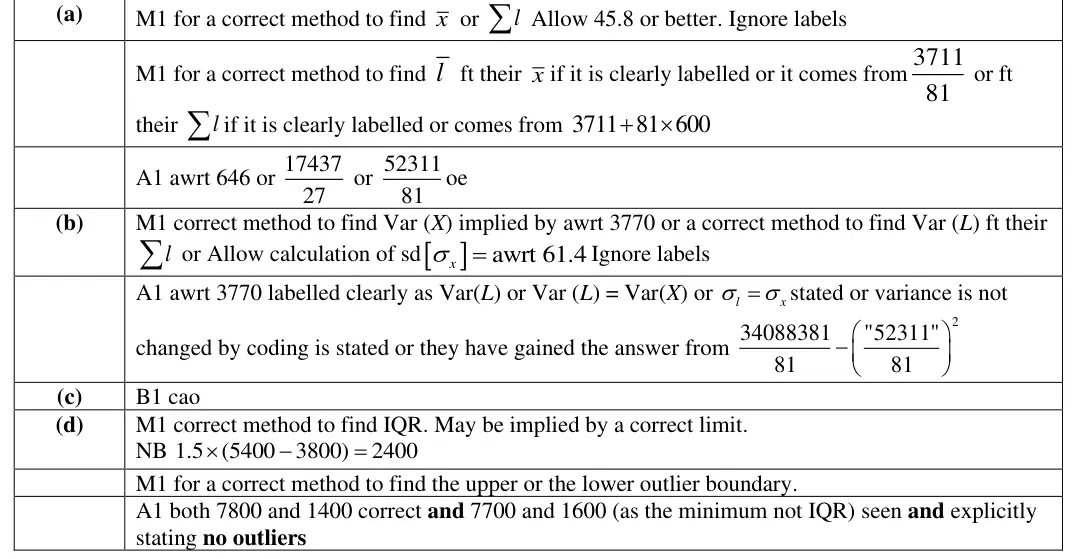 (a) M1 for a correct method to find x̄ or ∑l Allow 45.8 or better. Ignore labels
M1 for a correct method to find l̄ ft their x̄ if it is clearly labelled or it comes from 3711/81 or ft
their ∑l if it is clearly labelled or comes from 3711+81×600
A1 awrt 646 or 17437/27 or 52311/81 oe
(b) M1 correct method to find Var (X) implied by awrt 3770 or a correct method to find Var (L) ft their
∑l or Allow calculation of sd[σₓ] = awrt 61.4 Ignore labels
A1 awrt 3770 labelled clearly as Var(L) or Var (L) = Var(X) or σₗ = σₓ stated or variance is not
changed by coding is stated or they have gained the answer from 34088381/81 − ("52311"/81)²
(c) B1 cao
(d) M1 correct method to find IQR. May be implied by a correct limit.
NB 1.5×(5400−3800) = 2400
M1 for a correct method to find the upper or the lower outlier boundary.
A1 both 7800 and 1400 correct and 7700 and 1600 (as the minimum not IQR) seen and explicitly
stating no outliers